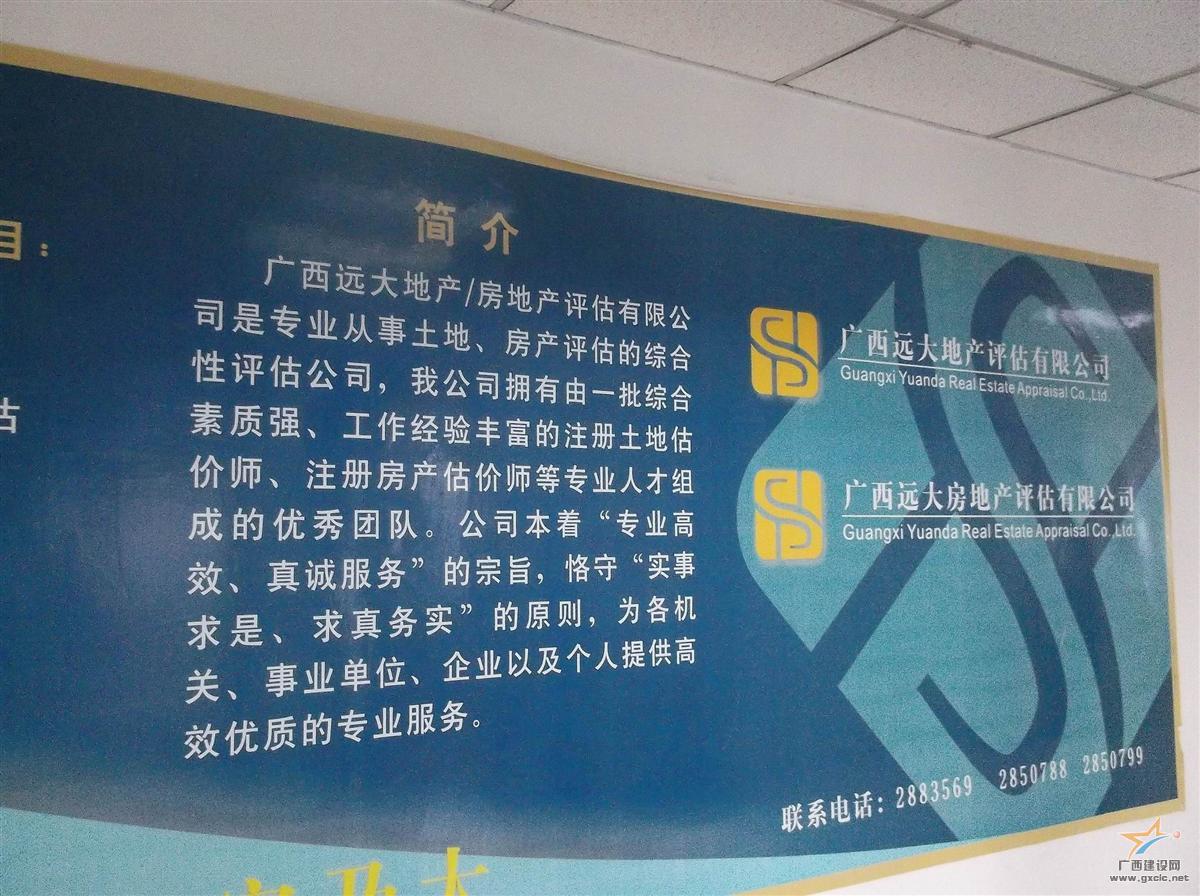 目：
估
简介
广西远大地产/房地产评估有限公
司是专业从事土地、房产评估的综合
性评估公司，我公司拥有由一批综合
素质强、工作经验丰富的注册土地估
价师、注册房产估价师等专业人才组
成的优秀团队。公司本着“专业高
效、真诚服务”的宗旨，恪守“实事
求是、求真务实”的原则，为各机
关、事业单位、企业以及个人提供高
效优质的专业服务。
广西远大地产评估有限公司
Guangxi Yuanda Real Estate Appraisal Co.,Ltd.
广西远大房地产评估有限公司
Guangxi Yuanda Real Estate Appraisal Co.,Ltd.
联系电话：2883569 2850788 2850799
广西建设网
www.gxcic.net